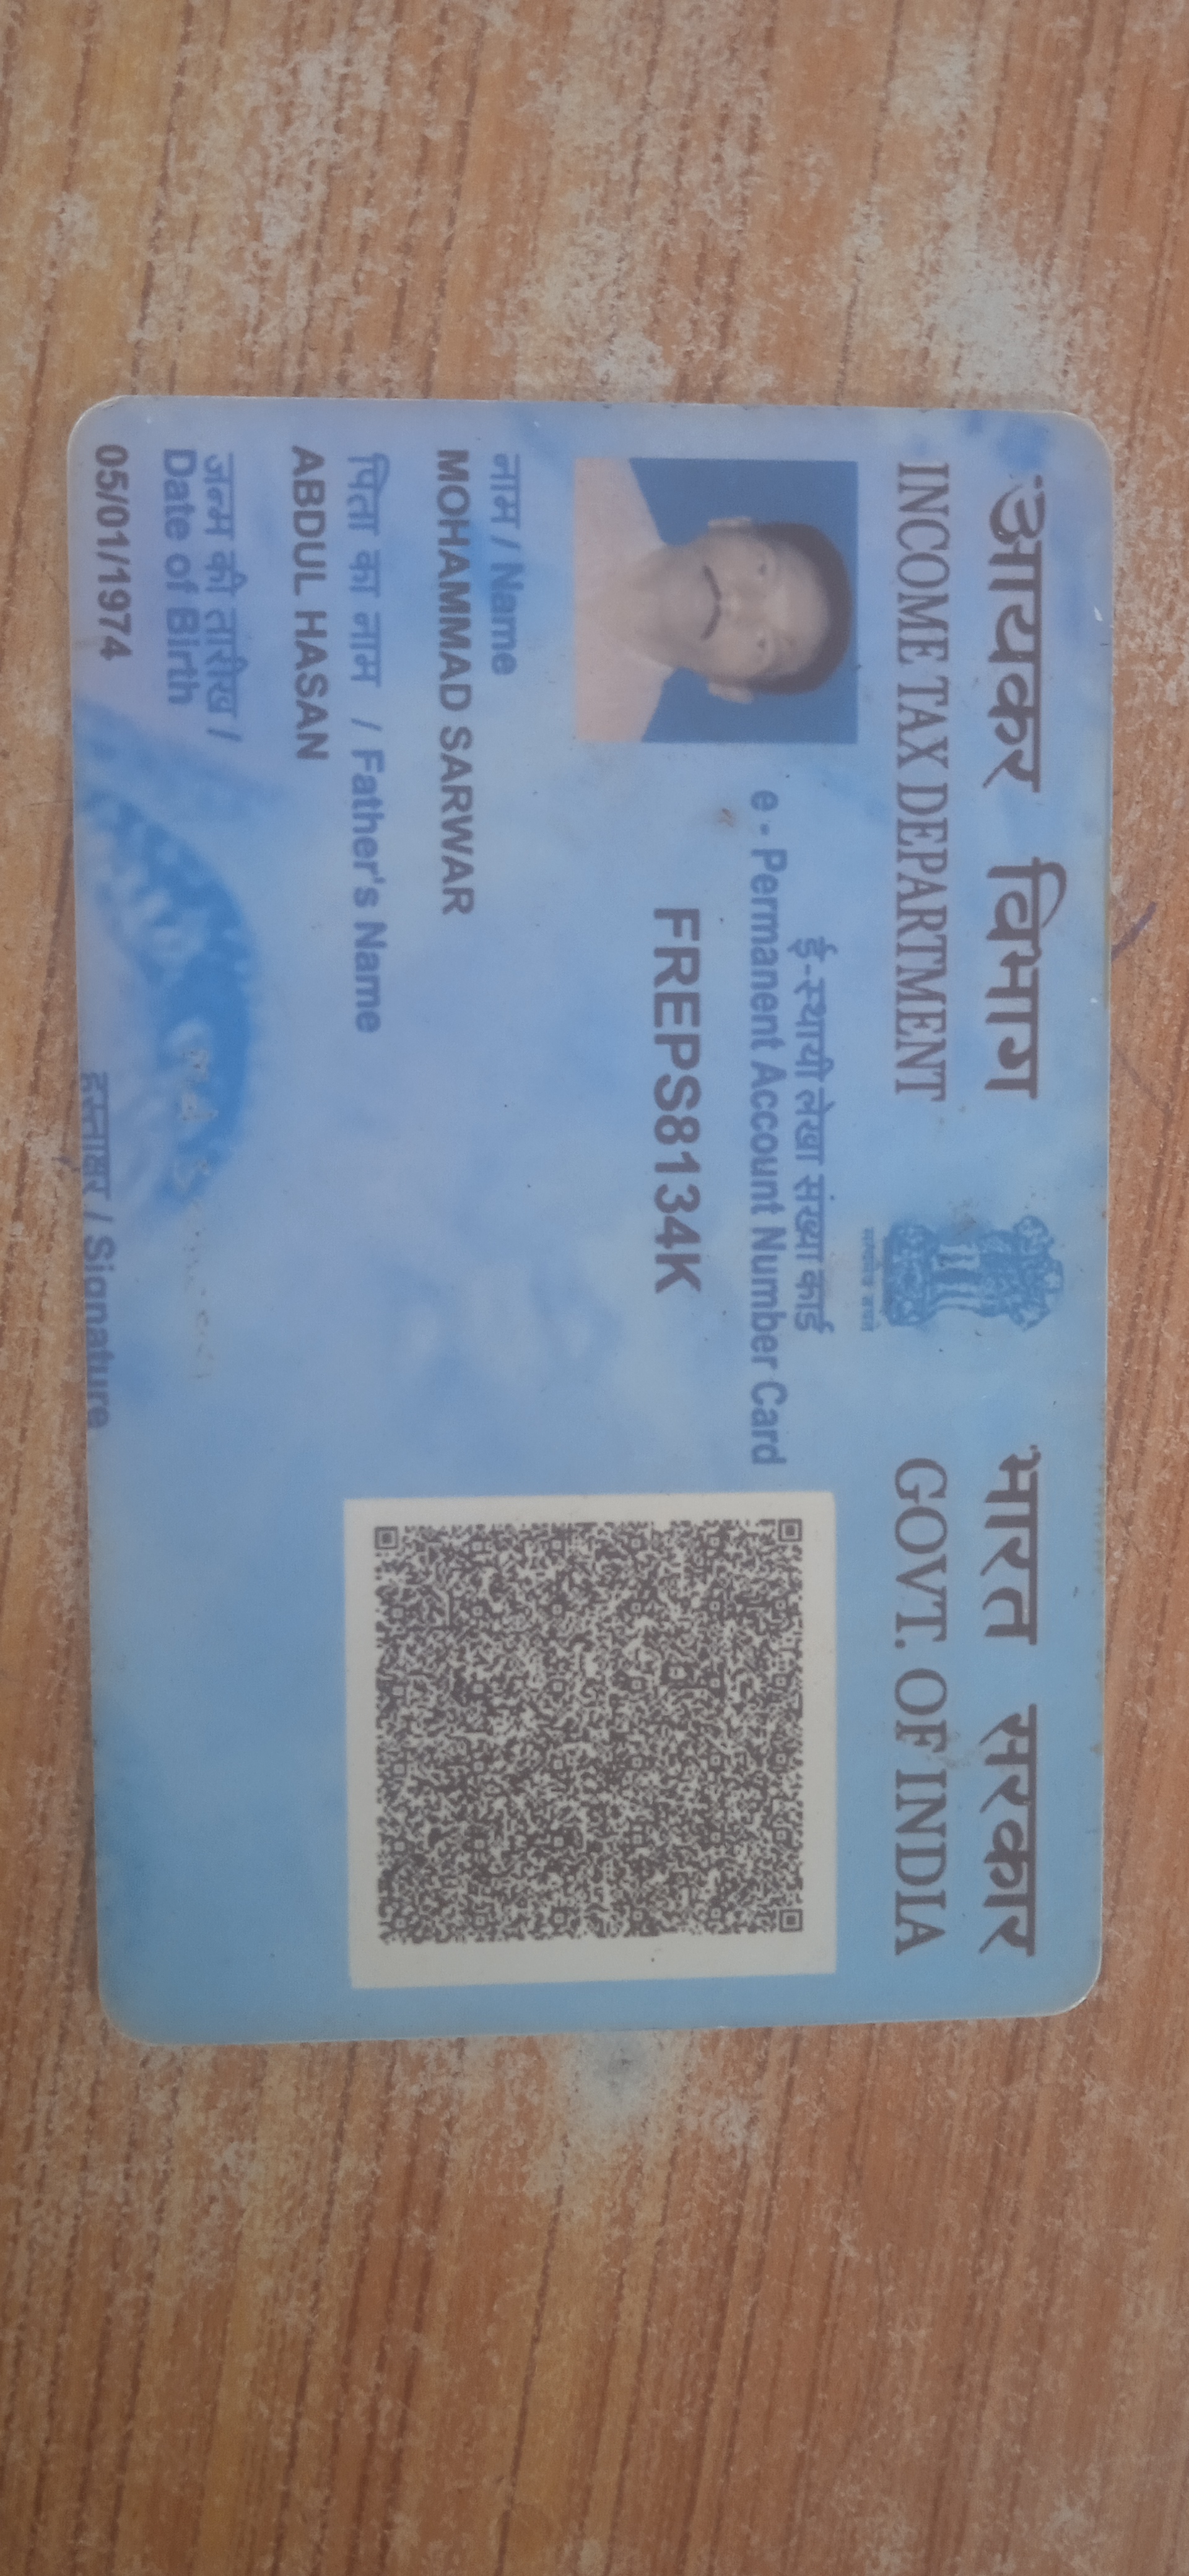 आयकर विभाग
INCOME TAX DEPARTMENT
भारत सरकार
GOVT. OF INDIA
ई-स्थायी लेखा संख्या कार्ड
e - Permanent Account Number Card
FREPS8134K
नाम / Name
MOHAMMAD SARWAR
पिता का नाम / Father's Name
ABDUL HASAN
जन्म की तारीख /
Date of Birth
05/01/1974
हस्ताक्षर / Signature